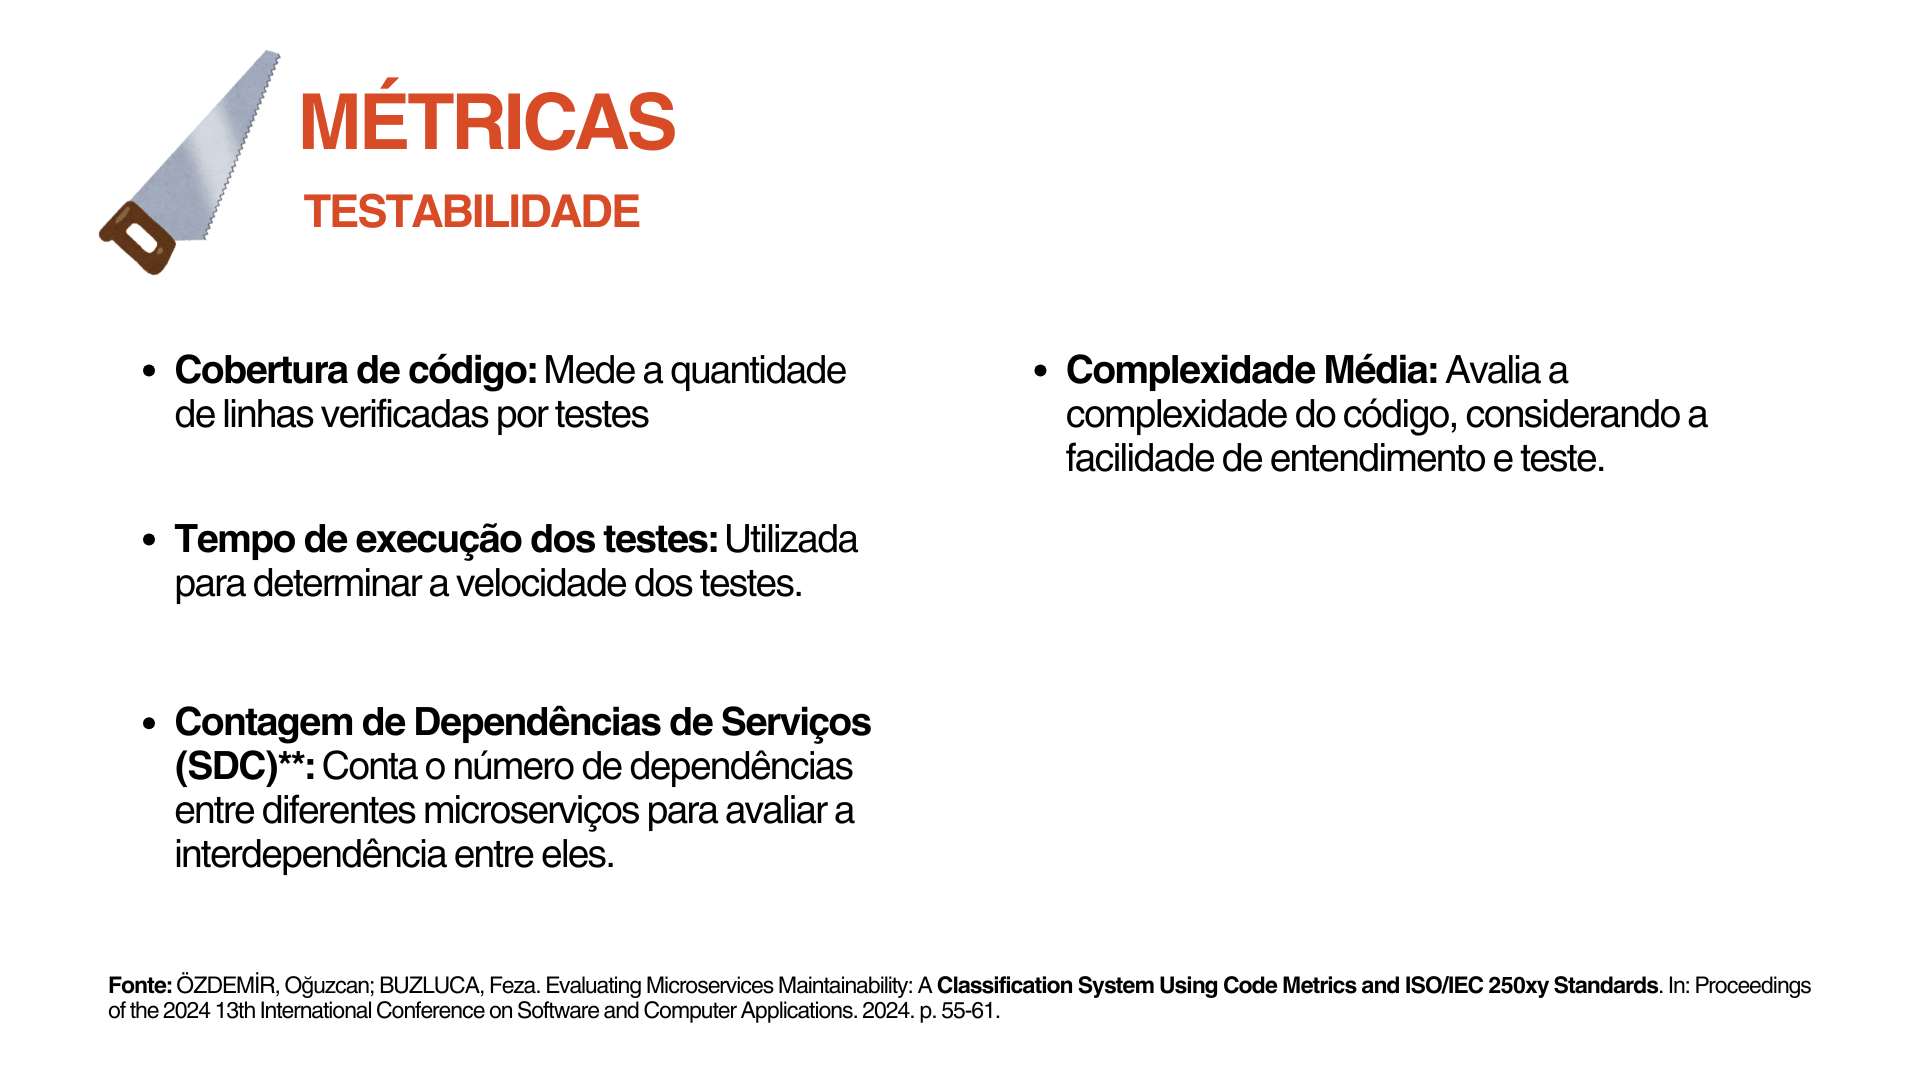 MÉTRICAS
TESTABILIDADE
• Cobertura de código: Mede a quantidade
de linhas verificadas por testes
• Tempo de execução dos testes: Utilizada
para determinar a velocidade dos testes.
• Contagem de Dependências de Serviços
(SDC)**: Conta o número de dependências
entre diferentes microserviços para avaliar a
interdependência entre eles.
• Complexidade Média: Avalia a
complexidade do código, considerando a
facilidade de entendimento e teste.
Fonte: ÖZDEMİR, Oğuzcan; BUZLUCA, Feza. Evaluating Microservices Maintainability: A Classification System Using Code Metrics and ISO/IEC 250xy Standards. In: Proceedings
of the 2024 13th International Conference on Software and Computer Applications. 2024. p. 55-61.